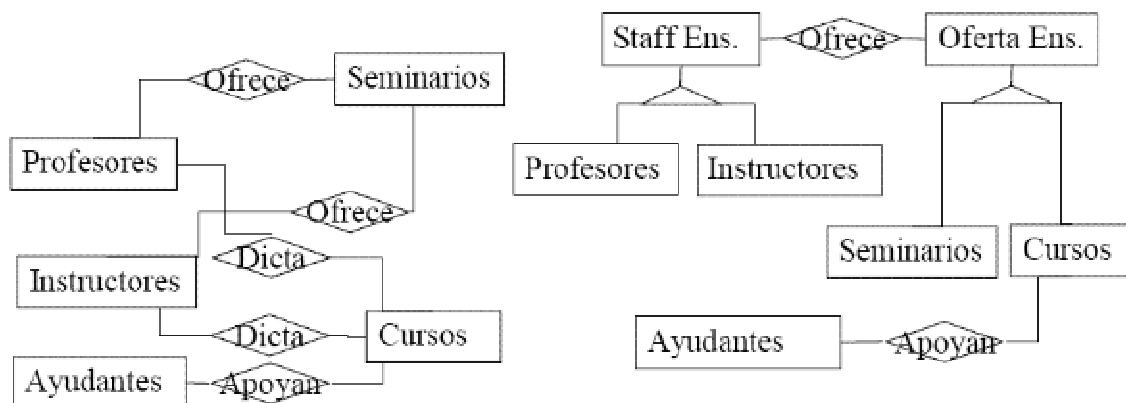 Ofrece
Seminarios
Profesores
Ofrece
Dicta
Instructores
Dicta
Cursos
Ayudantes
Apoyan
Staff Ens.
Ofrece
Oferta Ens.
Profesores
Instructores
Seminarios
Cursos
Ayudantes
Apoyan